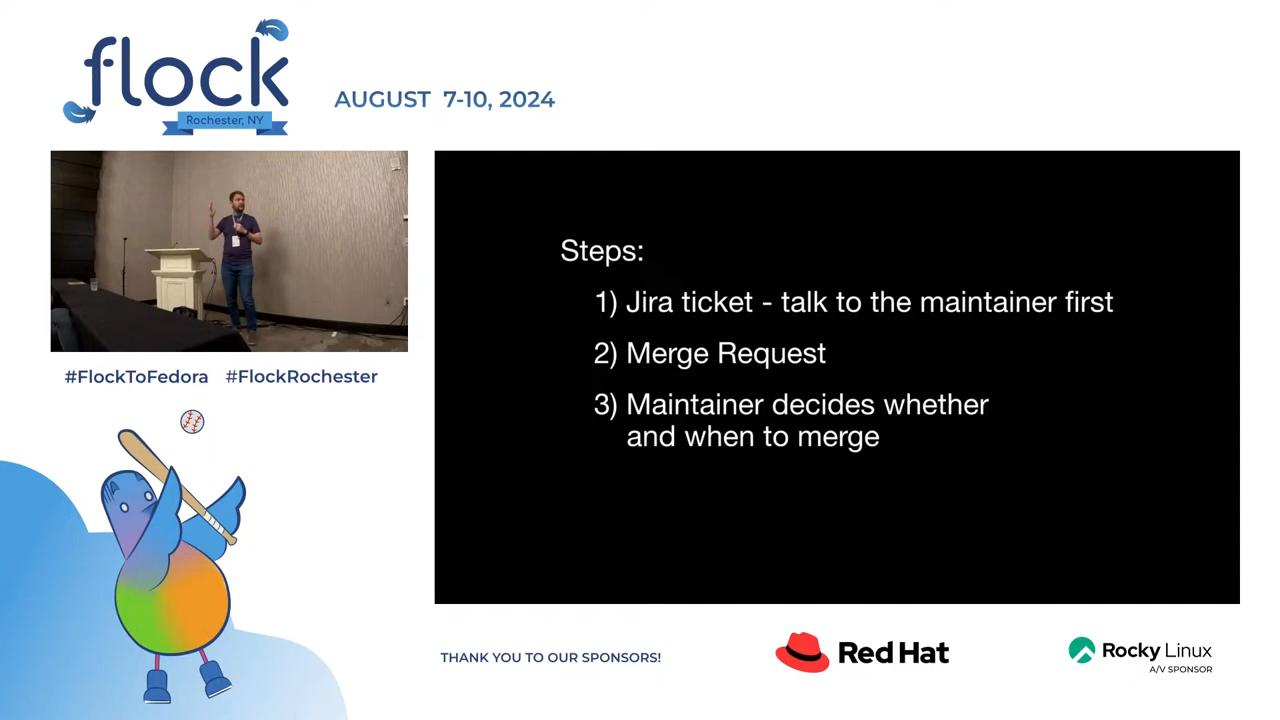 flock
Rochester, NY
AUGUST 7-10, 2024
#FlockToFedora #FlockRochester
Steps:
1) Jira ticket - talk to the maintainer first
2) Merge Request
3) Maintainer decides whether
and when to merge
THANK YOU TO OUR SPONSORS!
Red Hat
Rocky Linux
A/V SPONSOR